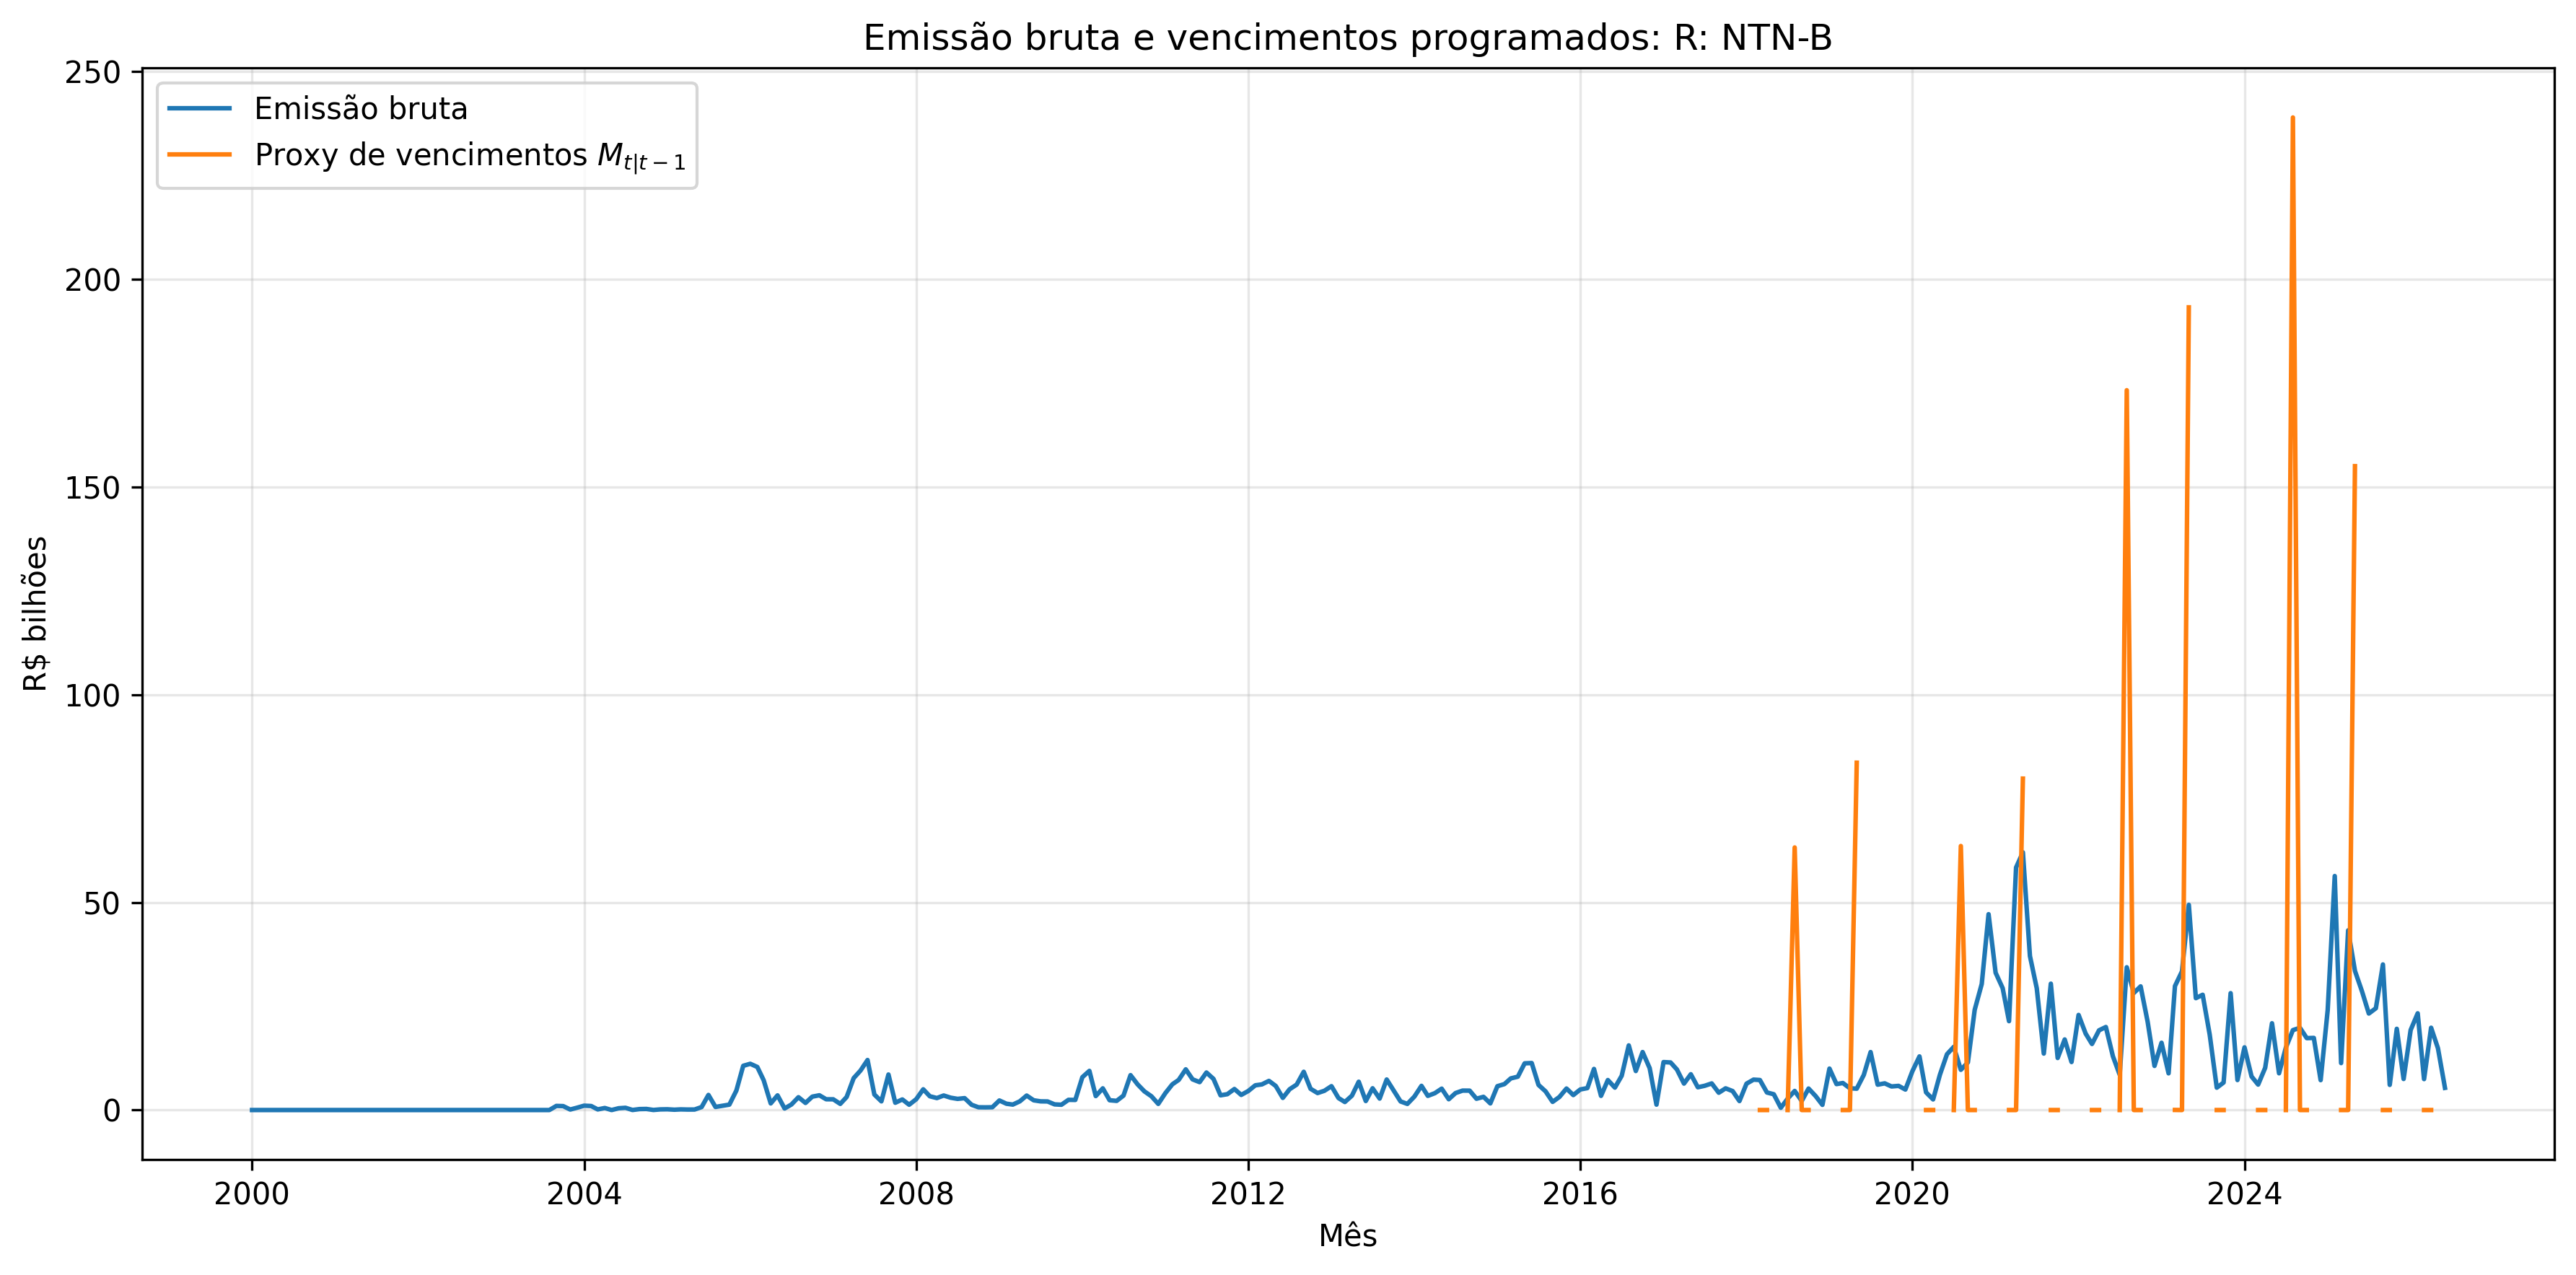 Emissão bruta e vencimentos programados: R: NTN-B
Emissão bruta
Proxy de vencimentos M_{t|t−1}
250
200
150
100
50
0
R$ bilhões
2000 2004 2008 2012 2016 2020 2024
Mês